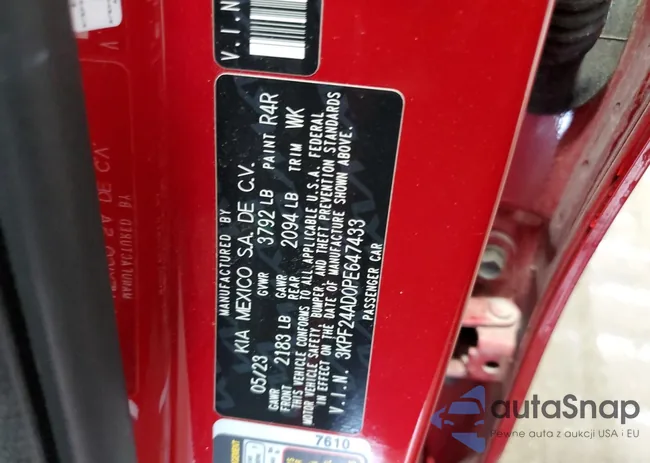 V.I.N.
MANUFACTURED BY
KIA MEXICO S.A. DE C.V.
05/23 GVWR 3792 LB PAINT R4R
GAWR FRONT 2183 LB GAWR REAR 2094 LB TRIM WK
THIS VEHICLE CONFORMS TO ALL APPLICABLE U.S.A. FEDERAL
MOTOR VEHICLE SAFETY, BUMPER, AND THEFT PREVENTION STANDARDS
IN EFFECT ON THE DATE OF MANUFACTURE SHOWN ABOVE.
V.I.N. 3KPF24AD0PE647433
PASSENGER CAR
7610
autaSnap
Pewne auta z aukcji USA i EU